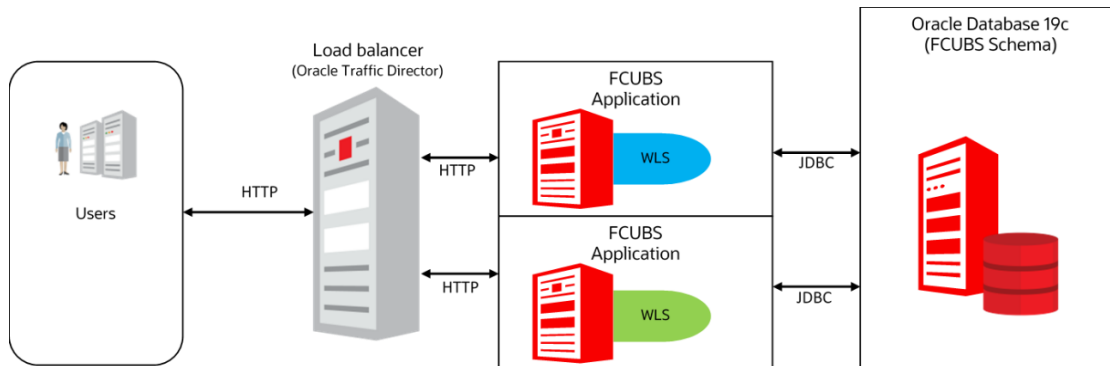 Users
HTTP
Load balancer
(Oracle Traffic Director)
HTTP
HTTP
FCUBS
Application
WLS
FCUBS
Application
WLS
JDBC
JDBC
Oracle Database 19c
(FCUBS Schema)